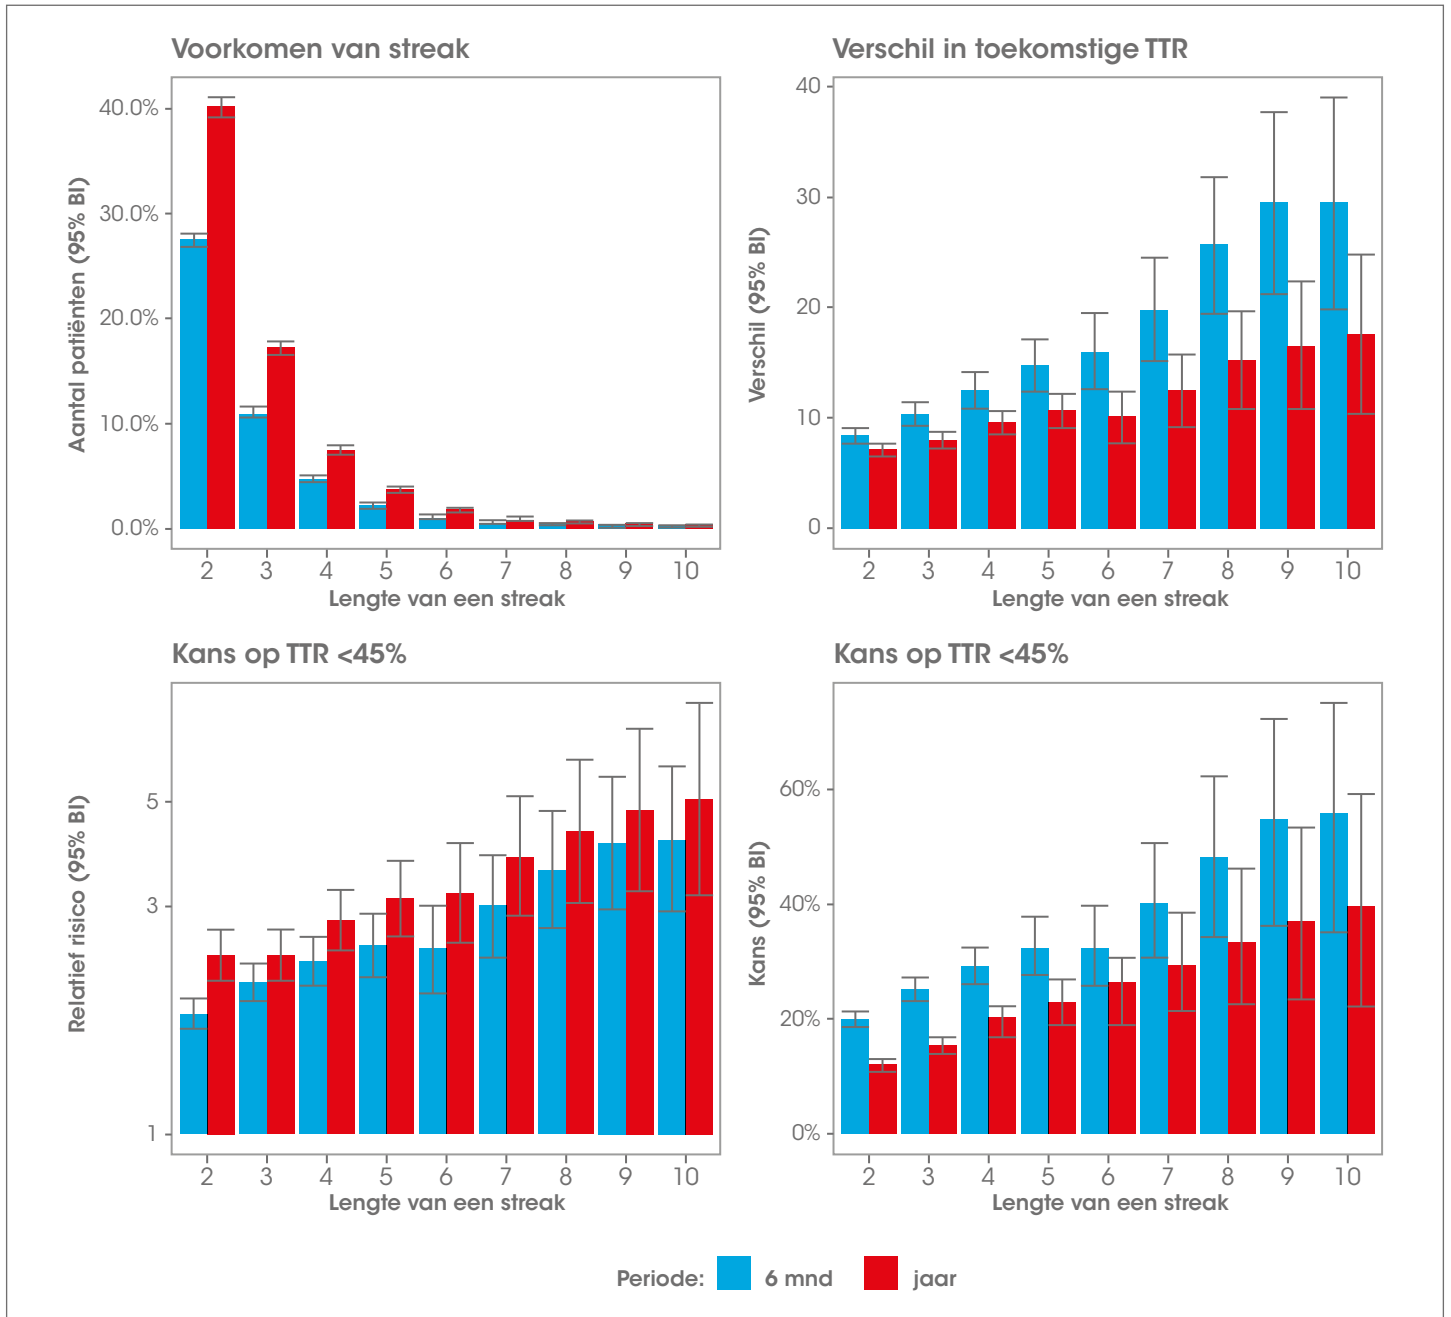 Voorkomen van streak
Aantal patiënten (95% BI)
40.0%
30.0%
20.0%
10.0%
0.0%
2 3 4 5 6 7 8 9 10
Lengte van een streak
Verschil in toekomstige TTR
Verschil (95% BI)
40
30
20
10
0
2 3 4 5 6 7 8 9 10
Lengte van een streak
Kans op TTR <45%
Relatief risico (95% BI)
5
3
1
2 3 4 5 6 7 8 9 10
Lengte van een streak
Kans op TTR <45%
Kans (95% BI)
60%
40%
20%
0%
2 3 4 5 6 7 8 9 10
Lengte van een streak
Periode: 6 mnd jaar